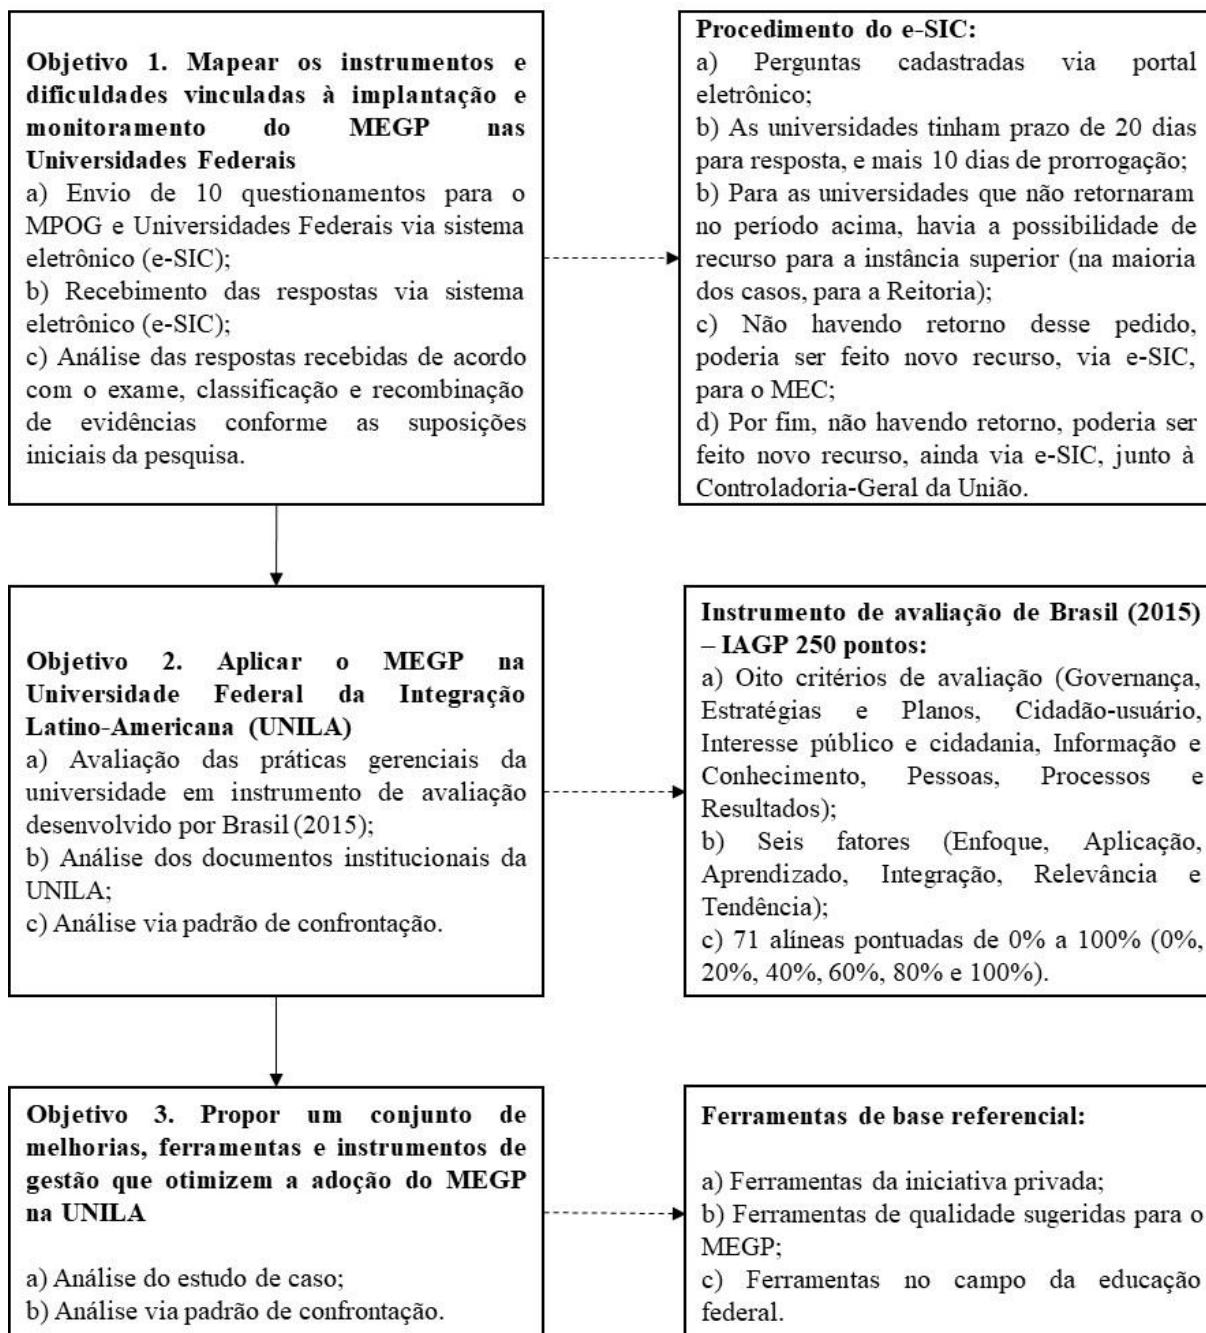 Objetivo 1. Mapear os instrumentos e
dificuldades vinculadas à implantação e
monitoramento do MEGP nas
Universidades Federais
a) Envio de 10 questionamentos para o
MPOG e Universidades Federais via sistema
eletrônico (e-SIC);
b) Recebimento das respostas via sistema
eletrônico (e-SIC);
c) Análise das respostas recebidas de acordo
com o exame, classificação e recombinação
de evidências conforme as suposições
iniciais da pesquisa.
Procedimento do e-SIC:
a) Perguntas cadastradas via portal
eletrônico;
b) As universidades tinham prazo de 20 dias
para resposta, e mais 10 dias de prorrogação;
b) Para as universidades que não retornaram
no período acima, havia a possibilidade de
recurso para a instância superior (na maioria
dos casos, para a Reitoria);
c) Não havendo retorno desse pedido,
poderia ser feito novo recurso, via e-SIC,
para o MEC;
d) Por fim, não havendo retorno, poderia ser
feito novo recurso, ainda via e-SIC, junto à
Controladoria-Geral da União.
Objetivo 2. Aplicar o MEGP na
Universidade Federal da Integração
Latino-Americana (UNILA)
a) Avaliação das práticas gerenciais da
universidade em instrumento de avaliação
desenvolvido por Brasil (2015);
b) Análise dos documentos institucionais da
UNILA;
c) Análise via padrão de confrontação.
Instrumento de avaliação de Brasil (2015)
– IAGP 250 pontos:
a) Oito critérios de avaliação (Governança,
Estratégias e Planos, Cidadão-usuário,
Interesse público e cidadania, Informação e
Conhecimento, Pessoas, Processos e
Resultados);
b) Seis fatores (Enfoque, Aplicação,
Aprendizado, Integração, Relevância e
Tendência);
c) 71 alíneas pontuadas de 0% a 100% (0%,
20%, 40%, 60%, 80% e 100%).
Objetivo 3. Propor um conjunto de
melhorias, ferramentas e instrumentos de
gestão que otimizem a adoção do MEGP
na UNILA
a) Análise do estudo de caso;
b) Análise via padrão de confrontação.
Ferramentas de base referencial:
a) Ferramentas da iniciativa privada;
b) Ferramentas de qualidade sugeridas para o
MEGP;
c) Ferramentas no campo da educação
federal.